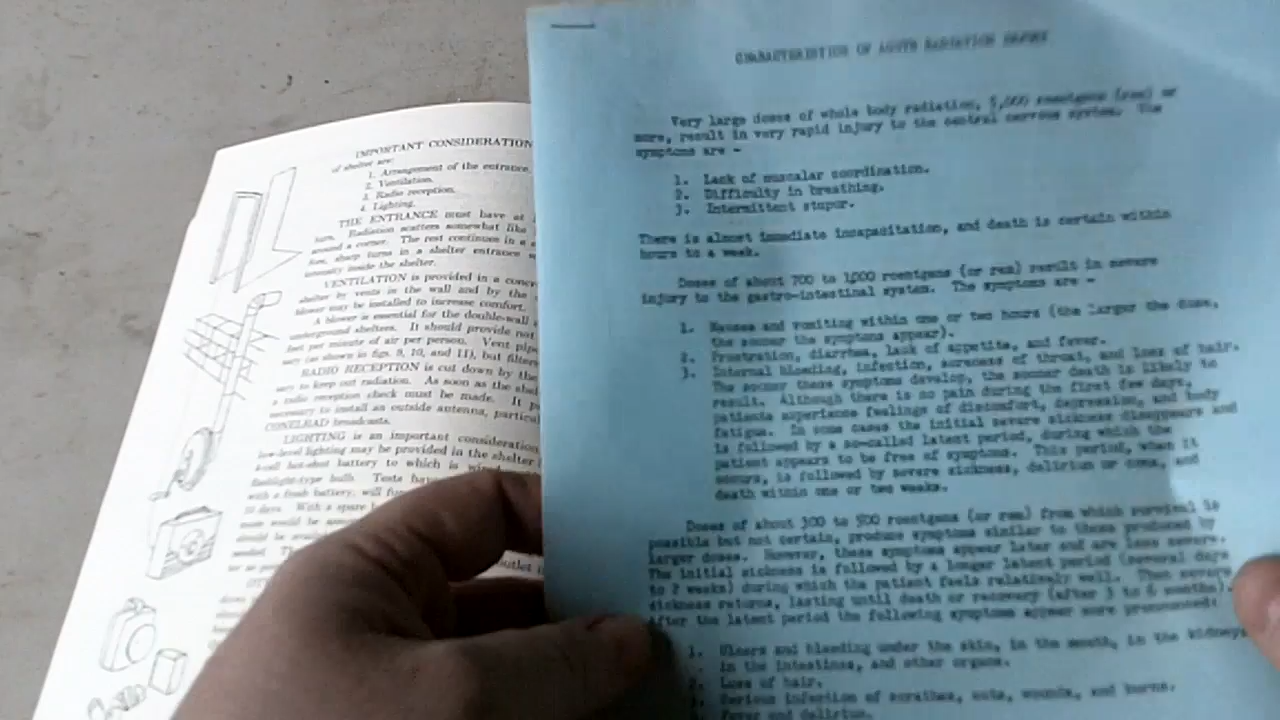 IMPORTANT CONSIDERATION
of shelter are:
1. Arrangement of the entrance.
2. Ventilation.
3. Radio reception.
4. Lighting.
THE ENTRANCE must have at
turn. Radiation scatters somewhat like
around a corner. The rest continues in a
sharp turns in a shelter entrance
intensity inside the shelter.
VENTILATION is provided in a
shelter by vents in the wall and by the
blower may be installed to increase comfort.
A blower is essential for the double-wall
underground shelters. It should provide not
feet per minute of air per person. Vent
(as shown in figs. 9, 10, and 11), but
RADIO RECEPTION is cut down by the
to keep out radiation. As soon as the
a radio reception check must be made. It
necessary to install an outside antenna,
CONELRAD broadcasts.
LIGHTING is an important consideration
low-level lighting may be provided in the shelter
battery to which is
flashlight-type bulb. Tests
with a fresh battery, will
10 days. With a spare
would be
outlet
CHARACTERISTICS OF ACUTE RADIATION
Very large doses of whole body radiation, 5,000 roentgens (rem) or
more, result in very rapid injury to the central nervous system. The
symptoms are -
1. Lack of muscular coordination.
2. Difficulty in breathing.
3. Intermittent stupor.
There is almost immediate incapacitation, and death is certain within
hours to a week.
Doses of about 700 to 1,000 roentgens (or rem) result in severe
injury to the gastro-intestinal system. The symptoms are -
1. Nausea and vomiting within one or two hours (the larger the dose,
the sooner the symptoms appear).
2. Prostration, diarrhea, lack of appetite, and fever.
3. Internal bleeding, infection, soreness of throat, and loss of hair.
The sooner these symptoms develop, the sooner death is likely to
result. Although there is no pain during the first few days,
patients experience feelings of discomfort, depression, and body
fatigue. In some cases the initial severe sickness disappears and
is followed by a so-called latent period, during which the
patient appears to be free of symptoms. This period, when it
occurs, is followed by severe sickness, delirium or coma, and
death within one or two weeks.
Doses of about 300 to 500 roentgens (or rem) from which survival is
possible but not certain, produce symptoms similar to those produced by
larger doses. However, these symptoms appear later and are less severe.
The initial sickness is followed by a longer latent period (several days
to 2 weeks) during which the patient feels relatively well. Then severe
sickness returns, lasting until death or recovery (after 3 to 6 months).
After the latent period the following symptoms appear more pronounced:
1. Ulcers and bleeding under the skin, in the mouth, in the kidneys
in the intestines, and other organs.
2. Loss of hair.
Serious infection of scratches, cuts, wounds, and burns.
fever and delirium.